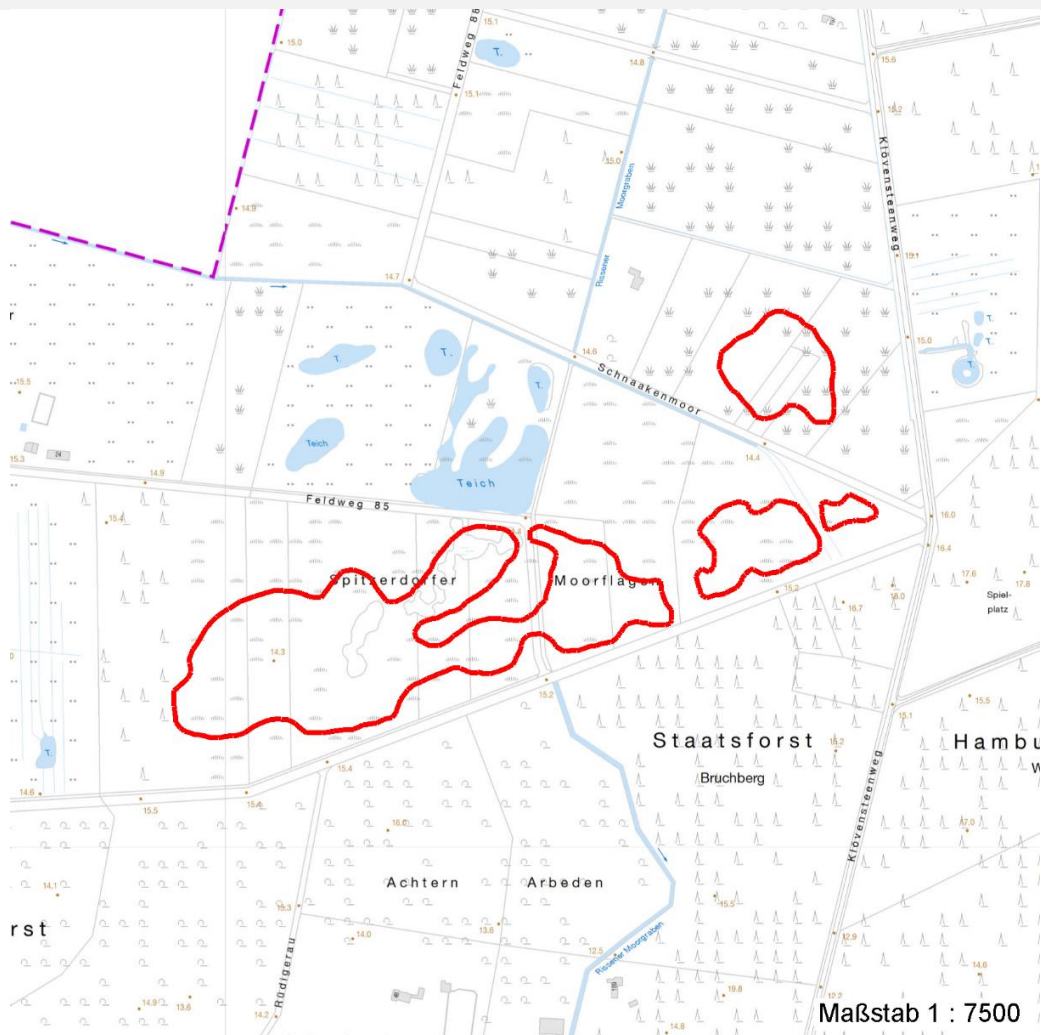 15.1
Feldweg 88
15.0
T.
14.8
15.6
15.1
15.2
15.0
Moorgraben
Klövensteenweg
14.9
Rissener
15.1
14.7
T.
15.0
T.
T.
T.
14.6
T.
T.
Schnaakenmoor
15.5
Teich
24
15.3
14.9
Teich
14.4
Feldweg 85
16.0
15.4
16.4
Spitzerdorfer
Moorflagen
17.6
17.8
15.2
18.0
Spiel-
platz
16.7
14.3
15.2
15.5
15.1
T.
Staatsforst
15.2
Hambu
W
15.4
Bruchberg
14.6
15.5
15.4
Klövensteenweg
16.0
17.0
Achtern
Arbeden
14.1
15.3
15.5
rst
14.0
13.6
12.9
12.5
Rissener Moorgraben
14.6
Rüdigerau
14.9
13.6
19.8
12.2
14.2
14.8
Maßstab 1 : 7500